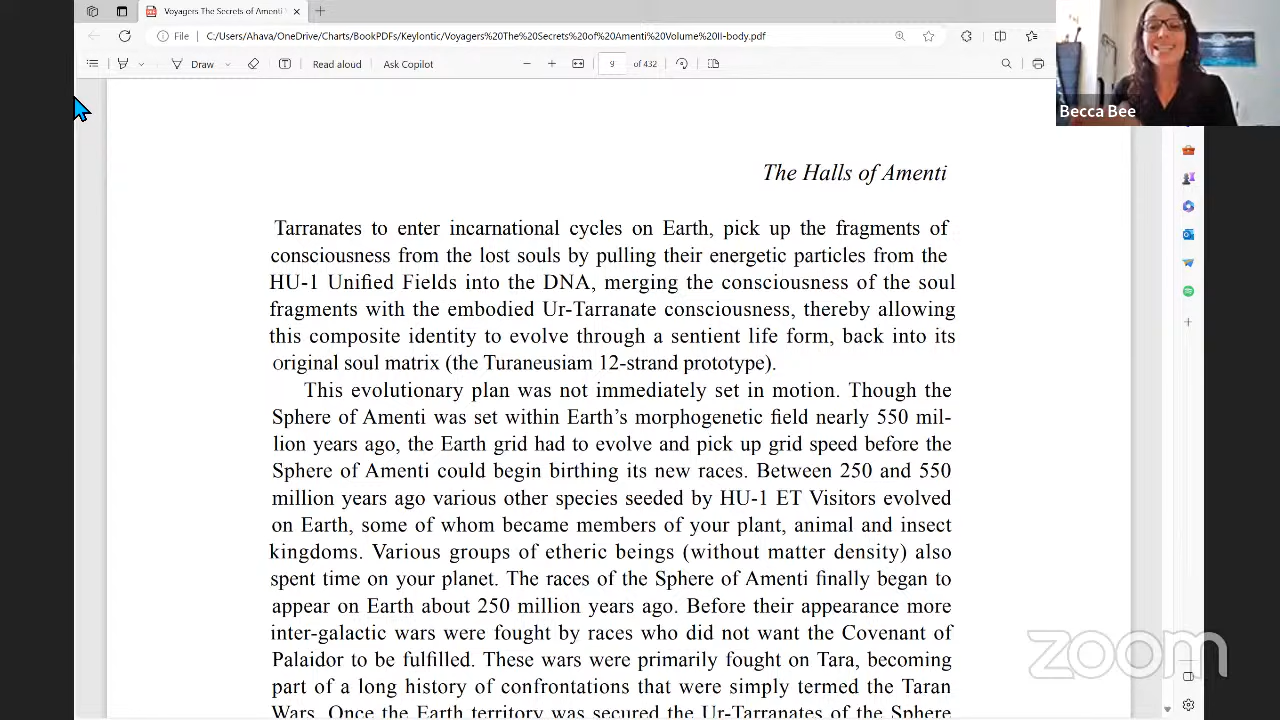 Voyagers The Secrets of Amenti
File
C:/Users/Ahava/OneDrive/Charts/BookPDFs/Keylontic/Voyagers%20The%20Secrets%20of%20Amenti%20Volume%20II-body.pdf
Draw
Read aloud
Ask Copilot
9 of 432
Becca Bee
The Halls of Amenti
Tarranates to enter incarnational cycles on Earth, pick up the fragments of
consciousness from the lost souls by pulling their energetic particles from the
HU-1 Unified Fields into the DNA, merging the consciousness of the soul
fragments with the embodied Ur-Tarranate consciousness, thereby allowing
this composite identity to evolve through a sentient life form, back into its
original soul matrix (the Turaneusiam 12-strand prototype).
This evolutionary plan was not immediately set in motion. Though the
Sphere of Amenti was set within Earth's morphogenetic field nearly 550 mil-
lion years ago, the Earth grid had to evolve and pick up grid speed before the
Sphere of Amenti could begin birthing its new races. Between 250 and 550
million years ago various other species seeded by HU-1 ET Visitors evolved
on Earth, some of whom became members of your plant, animal and insect
kingdoms. Various groups of etheric beings (without matter density) also
spent time on your planet. The races of the Sphere of Amenti finally began to
appear on Earth about 250 million years ago. Before their appearance more
inter-galactic wars were fought by races who did not want the Covenant of
Palaidor to be fulfilled. These wars were primarily fought on Tara, becoming
part of a long history of confrontations that were simply termed the Taran
Wars. Once the Earth territory was secured the Ur-Tarranates of the Sphere
zoom